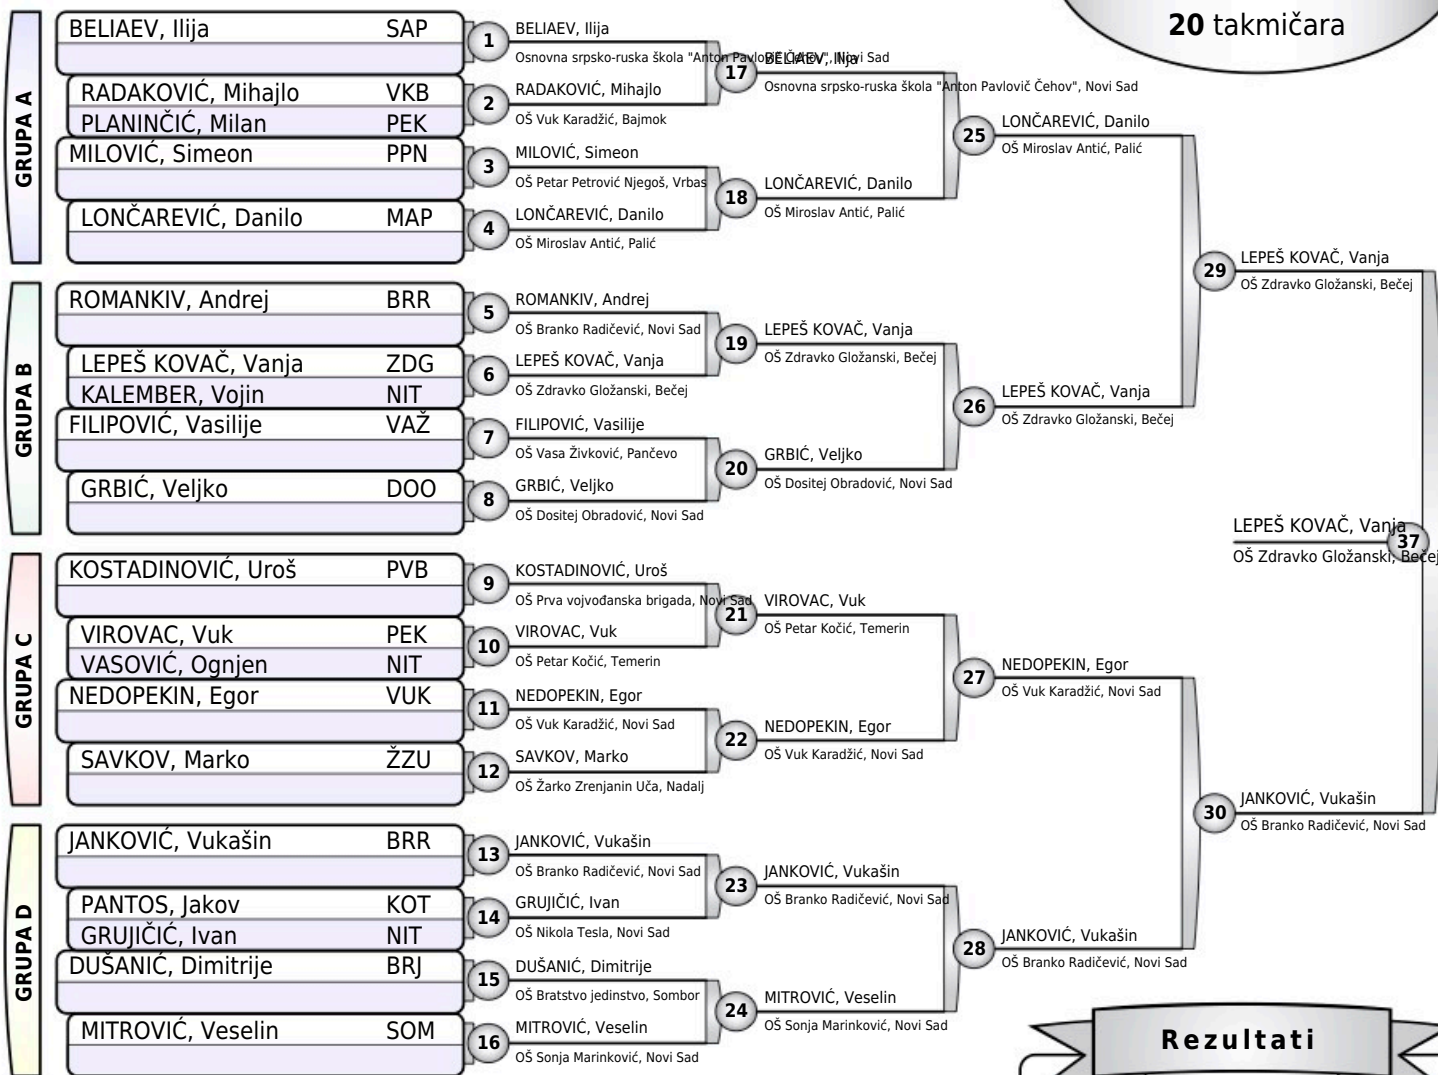 20 takmičara
GRUPA A
BELIAEV, Ilija SAP
RADAKOVIĆ, Mihajlo VKB
PLANINČIĆ, Milan PEK
MILOVIĆ, Simeon PPN
LONČAREVIĆ, Danilo MAP
GRUPA B
ROMANKIV, Andrej BRR
LEPEŠ KOVAČ, Vanja ZDG
KALEMBER, Vojin NIT
FILIPOVIĆ, Vasilije VAŽ
GRBIĆ, Veljko DOO
GRUPA C
KOSTADINOVIĆ, Uroš PVB
VIROVAC, Vuk PEK
VASOVIĆ, Ognjen NIT
NEDOPEKIN, Egor VUK
SAVKOV, Marko ŽZU
GRUPA D
JANKOVIĆ, Vukašin BRR
PANTOS, Jakov KOT
GRUJIČIĆ, Ivan NIT
DUŠANIĆ, Dimitrije BRJ
MITROVIĆ, Veselin SOM
1 BELIAEV, Ilija
Osnovna srpsko-ruska škola "Anton Pavlovič Čehov", Novi Sad
2 RADAKOVIĆ, Mihajlo
OŠ Vuk Karadžić, Bajmok
3 MILOVIĆ, Simeon
OŠ Petar Petrović Njegoš, Vrbas
4 LONČAREVIĆ, Danilo
OŠ Miroslav Antić, Palić
5 ROMANKIV, Andrej
OŠ Branko Radičević, Novi Sad
6 LEPEŠ KOVAČ, Vanja
OŠ Zdravko Gložanski, Bečej
7 FILIPOVIĆ, Vasilije
OŠ Vasa Živković, Pančevo
8 GRBIĆ, Veljko
OŠ Dositej Obradović, Novi Sad
9 KOSTADINOVIĆ, Uroš
OŠ Prva vojvođanska brigada, Novi Sad
10 VIROVAC, Vuk
OŠ Petar Kočić, Temerin
11 NEDOPEKIN, Egor
OŠ Vuk Karadžić, Novi Sad
12 SAVKOV, Marko
OŠ Žarko Zrenjanin Uča, Nadalj
13 JANKOVIĆ, Vukašin
OŠ Branko Radičević, Novi Sad
14 GRUJIČIĆ, Ivan
OŠ Nikola Tesla, Novi Sad
15 DUŠANIĆ, Dimitrije
OŠ Bratstvo jedinstvo, Sombor
16 MITROVIĆ, Veselin
OŠ Sonja Marinković, Novi Sad
17 BELIAEV, Ilija
Osnovna srpsko-ruska škola "Anton Pavlovič Čehov", Novi Sad
18 LONČAREVIĆ, Danilo
OŠ Miroslav Antić, Palić
19 LEPEŠ KOVAČ, Vanja
OŠ Zdravko Gložanski, Bečej
20 GRBIĆ, Veljko
OŠ Dositej Obradović, Novi Sad
21 VIROVAC, Vuk
OŠ Petar Kočić, Temerin
22 NEDOPEKIN, Egor
OŠ Vuk Karadžić, Novi Sad
23 JANKOVIĆ, Vukašin
OŠ Branko Radičević, Novi Sad
24 MITROVIĆ, Veselin
OŠ Sonja Marinković, Novi Sad
25 LONČAREVIĆ, Danilo
OŠ Miroslav Antić, Palić
26 LEPEŠ KOVAČ, Vanja
OŠ Zdravko Gložanski, Bečej
27 NEDOPEKIN, Egor
OŠ Vuk Karadžić, Novi Sad
28 JANKOVIĆ, Vukašin
OŠ Branko Radičević, Novi Sad
29 LEPEŠ KOVAČ, Vanja
OŠ Zdravko Gložanski, Bečej
30 JANKOVIĆ, Vukašin
OŠ Branko Radičević, Novi Sad
LEPEŠ KOVAČ, Vanja 37
OŠ Zdravko Gložanski, Bečej
Rezultati